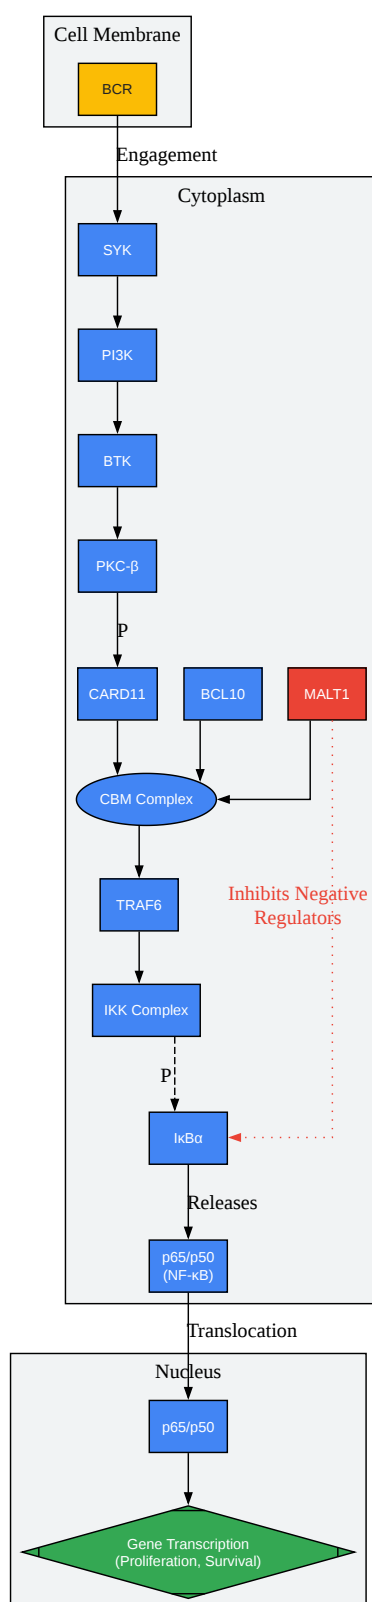 Cell Membrane
BCR
Engagement
Cytoplasm
SYK
PI3K
BTK
PKC-β
P
CARD11
BCL10
MALT1
CBM Complex
TRAF6
Inhibits Negative
Regulators
IKK Complex
P
IκBα
Releases
p65/p50
(NF-κB)
Translocation
Nucleus
p65/p50
Gene Transcription
(Proliferation, Survival)